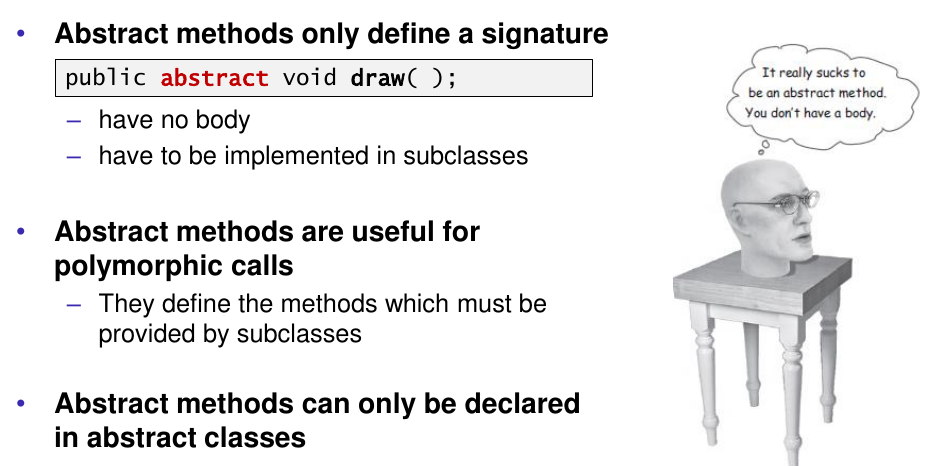 • Abstract methods only define a signature
public abstract void draw( );
– have no body
– have to be implemented in subclasses
• Abstract methods are useful for
polymorphic calls
– They define the methods which must be
provided by subclasses
• Abstract methods can only be declared
in abstract classes
It really sucks to
be an abstract method.
You don't have a body.